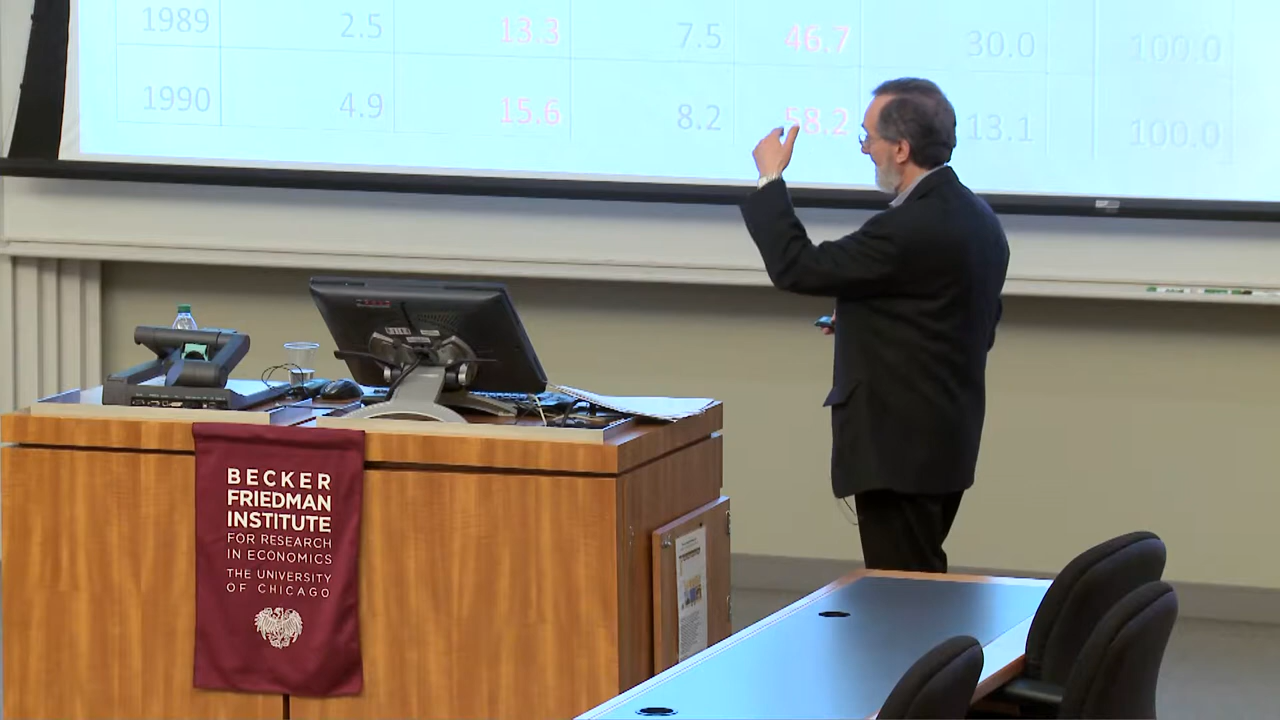 1989 2.5 13.3 7.5 46.7 30.0 100.0
1990 4.9 15.6 8.2 58.2 13.1 100.0
BECKER
FRIEDMAN
INSTITUTE
FOR RESEARCH
IN ECONOMICS
THE UNIVERSITY
OF CHICAGO